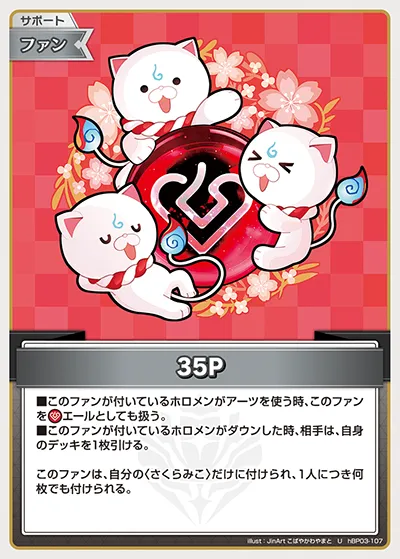 サポート
ファン
35P
■このファンが付いているホロメンがアーツを使う時、このファン
を エールとしても扱う。
■このファンが付いているホロメンがダウンした時、相手は、自身
のデッキを1枚引ける。
このファンは、自分の〈さくらみこ〉だけに付けられ、1人につき何
枚でも付けられる。
illust：JinArt こばやかわやまと U hBP03-107